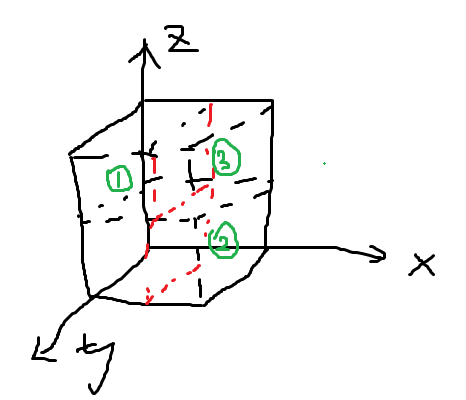 z
①
③
②
x
y